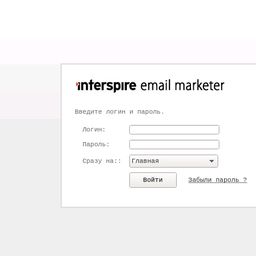 interspire email marketer
Введите логин и пароль.
Логин:
Пароль:
Сразу на:: Главная
Войти Забыли пароль ?